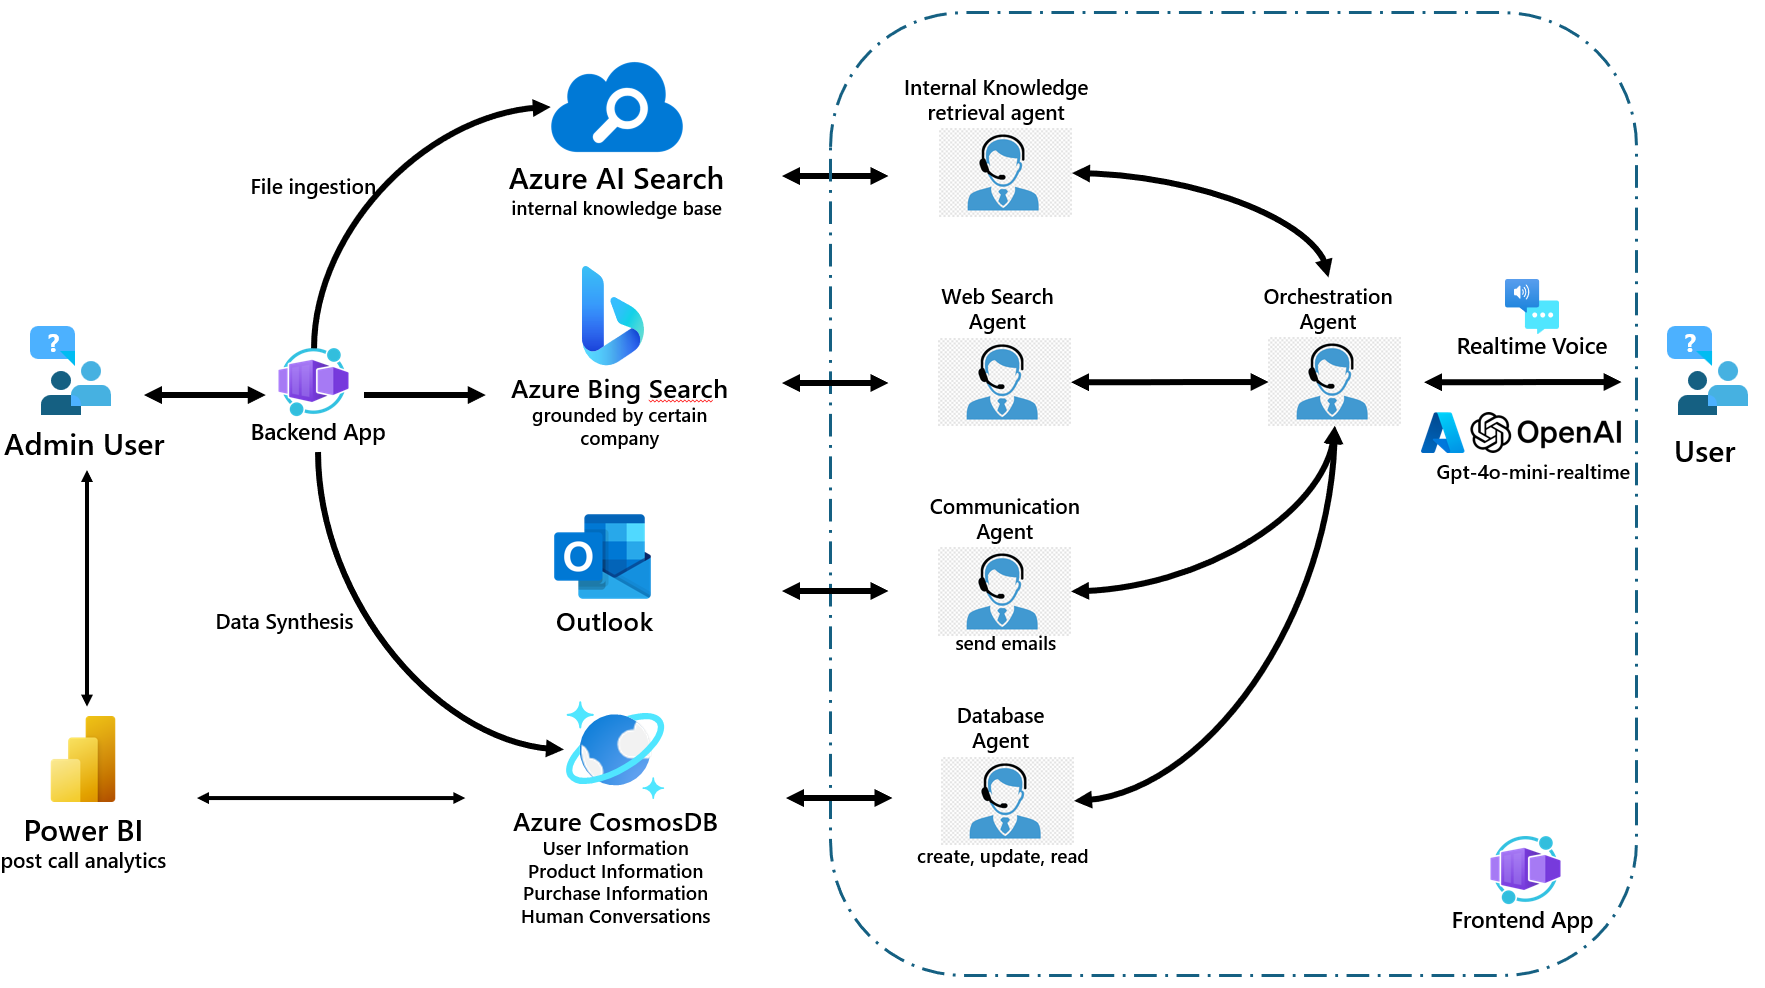 Internal Knowledge
retrieval agent
File ingestion
Azure AI Search
internal knowledge base
Web Search
Agent
Orchestration
Agent
Realtime Voice
?
?
Azure Bing Search
grounded by certain
company
Backend App
Admin User
OpenAI
Gpt-4o-mini-realtime
User
Communication
Agent
send emails
O
Outlook
Data Synthesis
Database
Agent
create, update, read
Power BI
post call analytics
Azure CosmosDB
User Information
Product Information
Purchase Information
Human Conversations
Frontend App